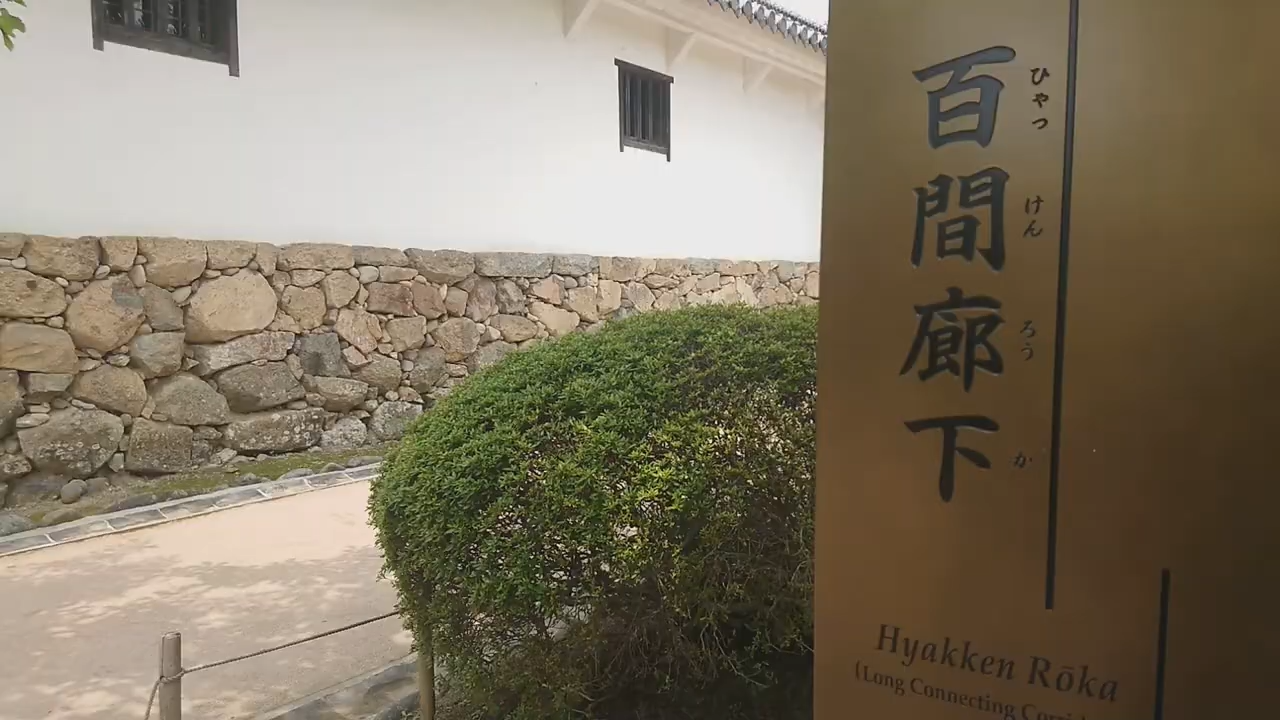 百間廊下
ひゃっ けん ろう か
Hyakken Rōka
(Long Connecting